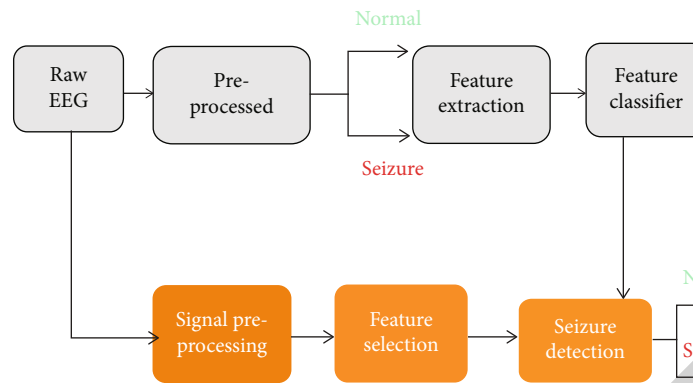 Normal
Raw
EEG
Pre-
processed
Feature
extraction
Feature
classifier
Seizure
Signal pre-
processing
Feature
selection
Seizure
detection
N
S